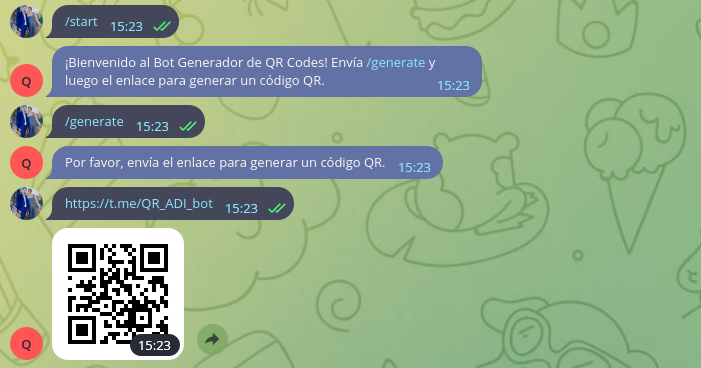 /start 15:23
¡Bienvenido al Bot Generador de QR Codes! Envía /generate y
luego el enlace para generar un código QR. 15:23
Q
/generate 15:23
Por favor, envía el enlace para generar un código QR. 15:23
Q
https://t.me/QR_ADI_bot 15:23
15:23
Q